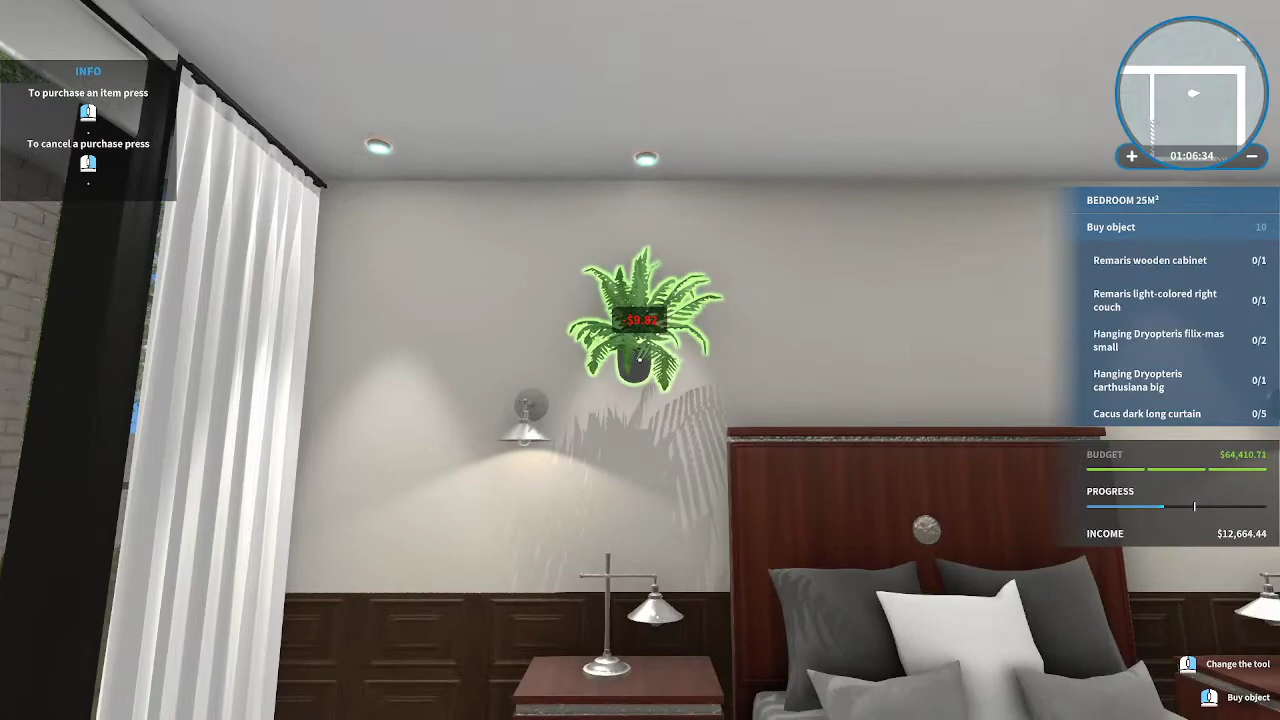 INFO
To purchase an item press
.
To cancel a purchase press
.
01:06:34
BEDROOM 25M²
Buy object 10
Remaris wooden cabinet 0/1
Remaris light-colored right
couch 0/1
Hanging Dryopteris filix-mas
small 0/2
Hanging Dryopteris
carthusiana big 0/1
Cacus dark long curtain 0/5
BUDGET $64,410.71
PROGRESS
INCOME $12,664.44
-$9.82
Change the tool
Buy object